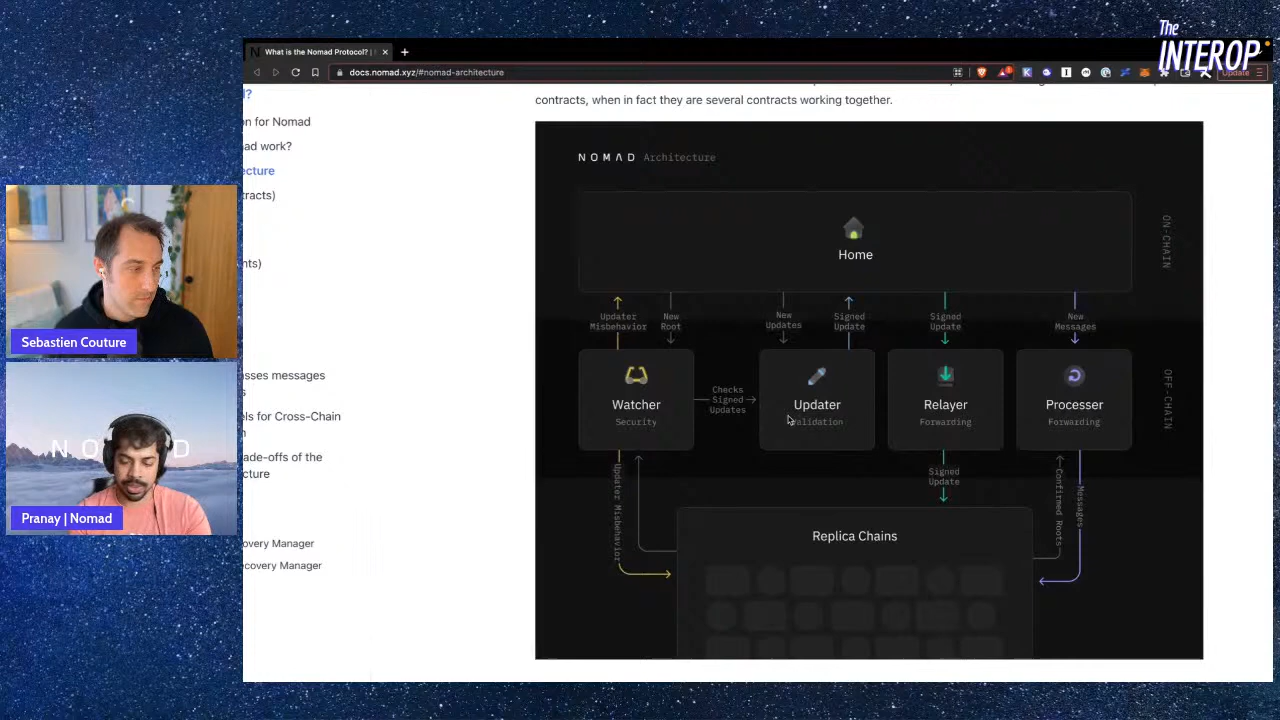 The
INTEROP
What is the Nomad Protocol? |
docs.nomad.xyz/#nomad-architecture
Update
d?
on for Nomad
ad work?
ecture
racts)
nts)
sses messages
s
els for Cross-Chain
n
ade-offs of the
cture
overy Manager
covery Manager
contracts, when in fact they are several contracts working together.
NOMAD Architecture
Home
ON-CHAIN
Updater
Misbehavior
New
Root
New
Updates
Signed
Update
Signed
Update
New
Messages
Watcher
Security
Checks
Signed
Updates
Updater
Validation
Relayer
Forwarding
Processer
Forwarding
OFF-CHAIN
Updater Misbehavior
Signed
Update
Confirmed Roots
Messages
Replica Chains
Sebastien Couture
NOMAD
Pranay | Nomad